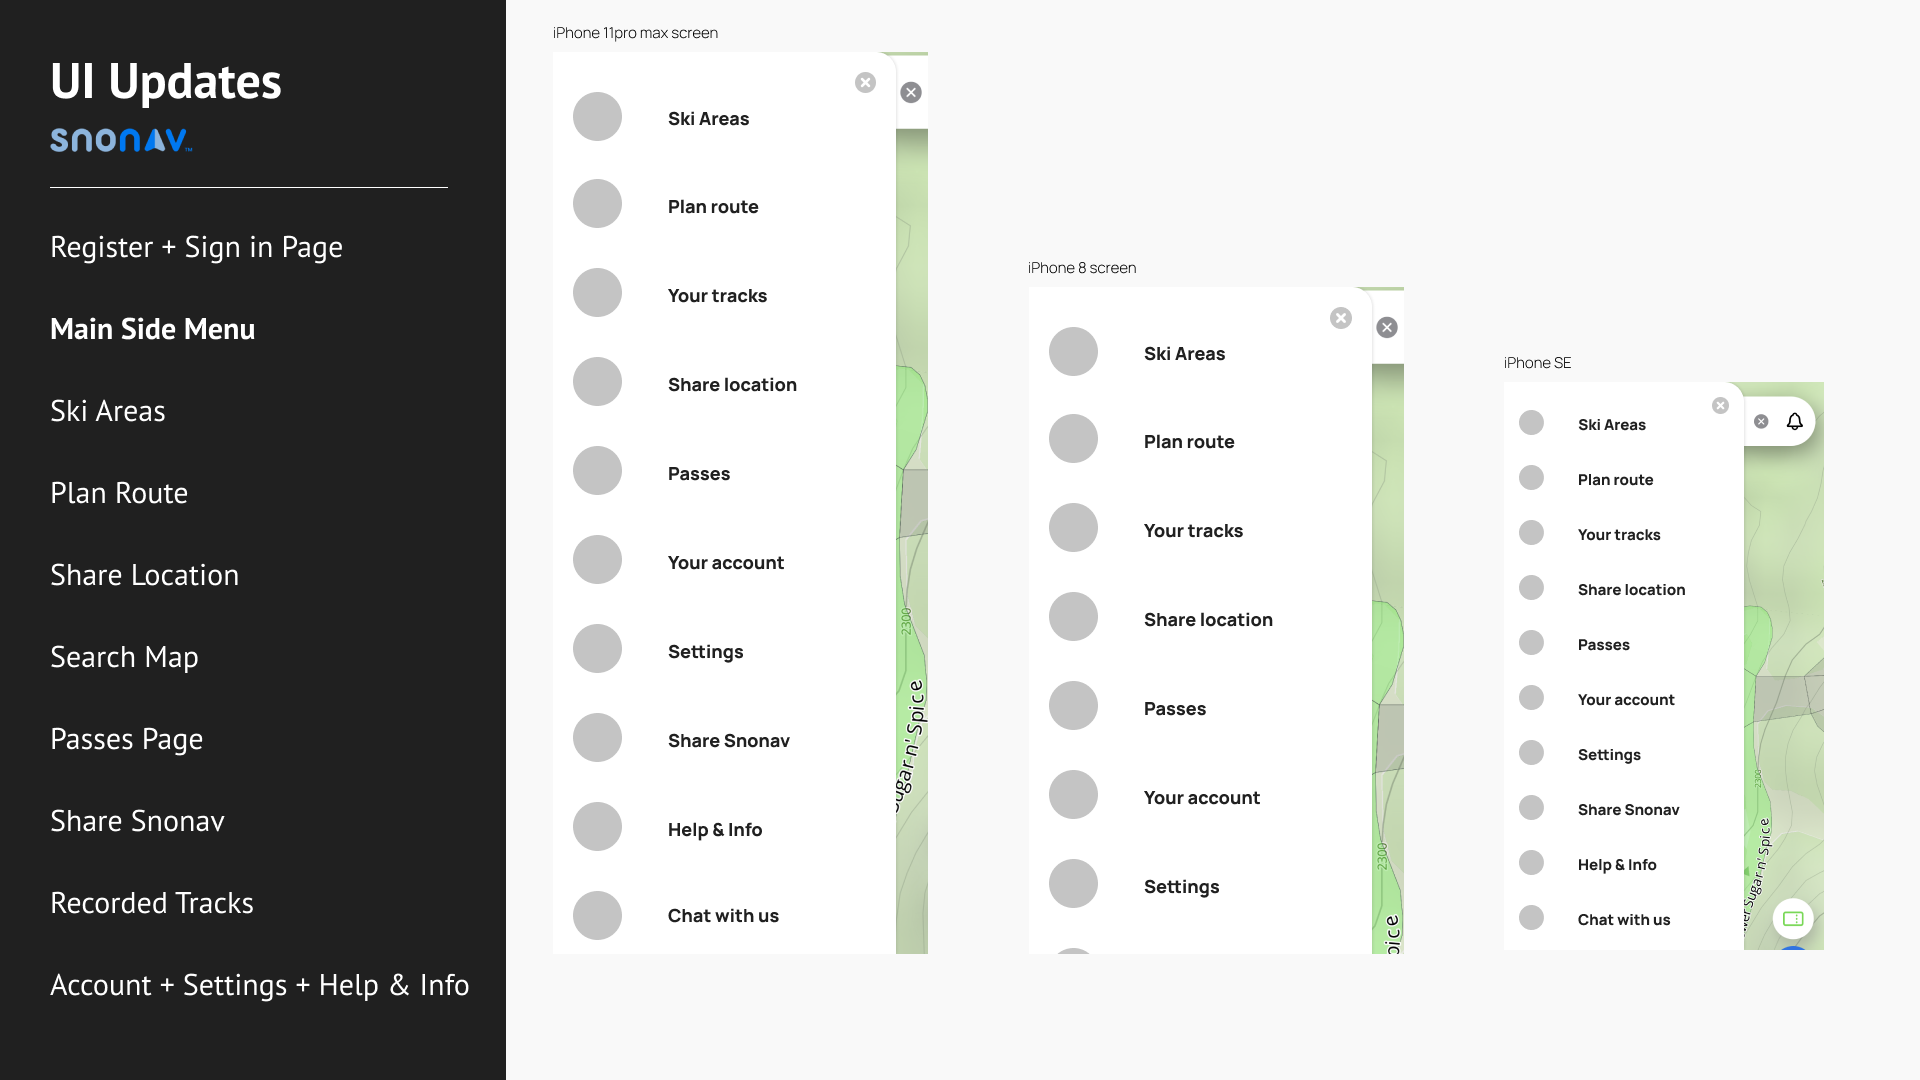 UI Updates
snonav™
Register + Sign in Page
Main Side Menu
Ski Areas
Plan Route
Share Location
Search Map
Passes Page
Share Snonav
Recorded Tracks
Account + Settings + Help & Info
iPhone 11pro max screen
Ski Areas
Plan route
Your tracks
Share location
Passes
Your account
Settings
Share Snonav
Help & Info
Chat with us
2300
Sugar n' Spice
iPhone 8 screen
Ski Areas
Plan route
Your tracks
Share location
Passes
Your account
Settings
2300
iPhone SE
Ski Areas
Plan route
Your tracks
Share location
Passes
Your account
Settings
Share Snonav
Help & Info
Chat with us
2300
Sugar n' Spice